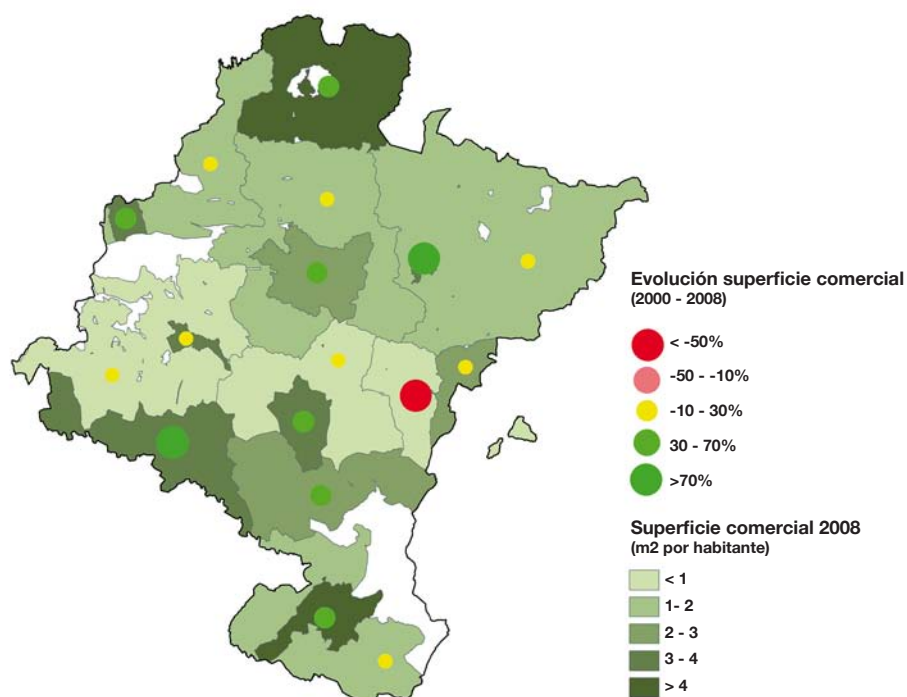 Evolución superficie comercial
(2000 - 2008)
< -50%
-50 - -10%
-10 - 30%
30 - 70%
>70%
Superficie comercial 2008
(m2 por habitante)
< 1
1- 2
2 - 3
3 - 4
> 4